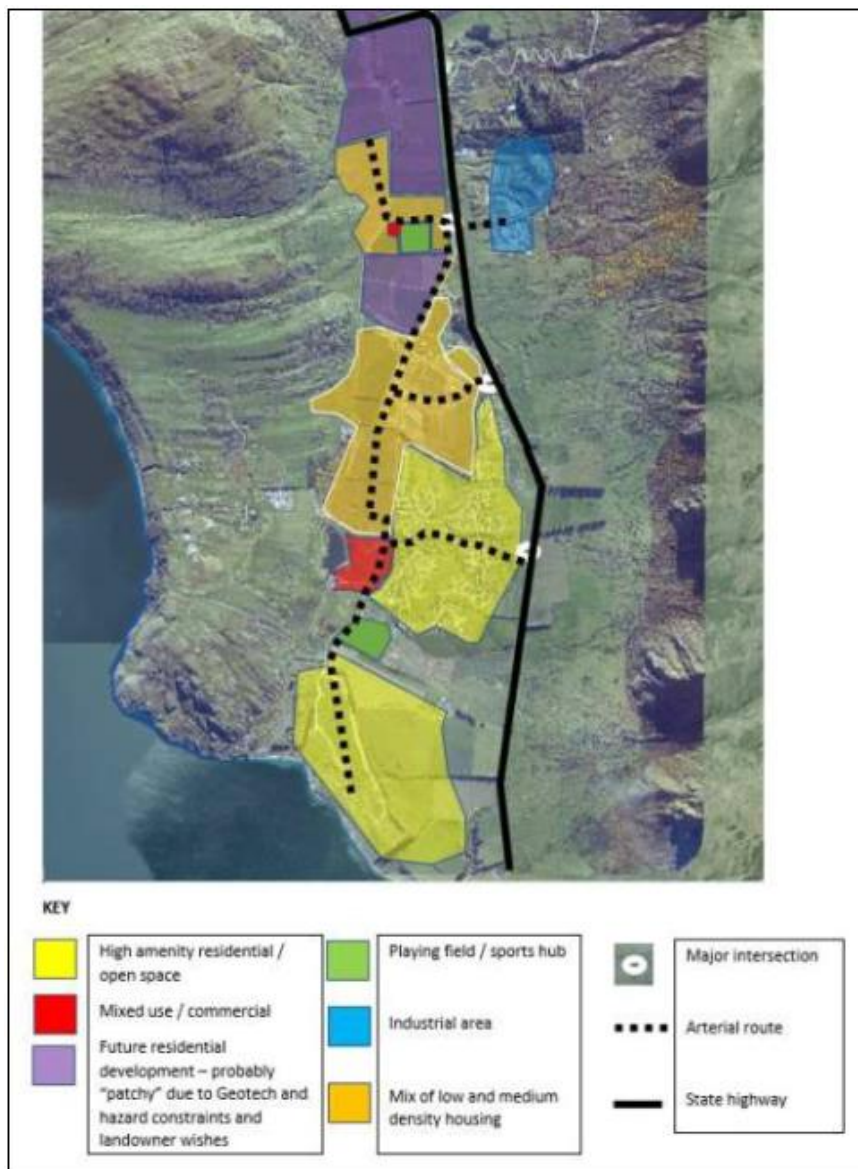 KEY
High amenity residential /
open space
Mixed use / commercial
Future residential
development – probably
"patchy" due to Geotech and
hazard constraints and
landowner wishes
Playing field / sports hub
Industrial area
Mix of low and medium
density housing
Major intersection
Arterial route
State highway